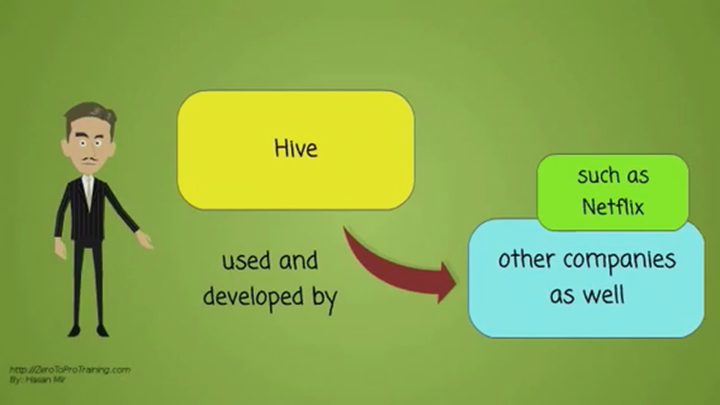 Hive
such as
Netflix
used and
developed by
other companies
as well
http://ZeroToProTraining.com
By: Hasan Mir